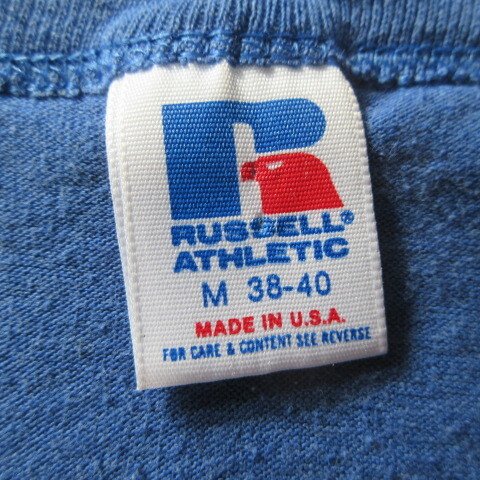 R
RUSSELL®
ATHLETIC
M 38-40
MADE IN U.S.A.
FOR CARE & CONTENT SEE REVERSE